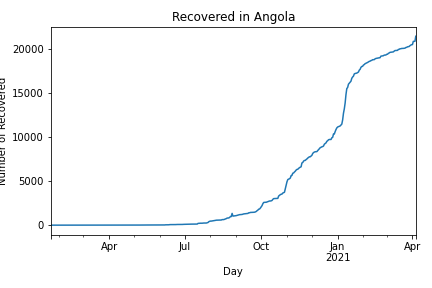 Recovered in Angola
Number of Recovered
20000
15000
10000
5000
0
Apr Jul Oct Jan Apr
2021
Day